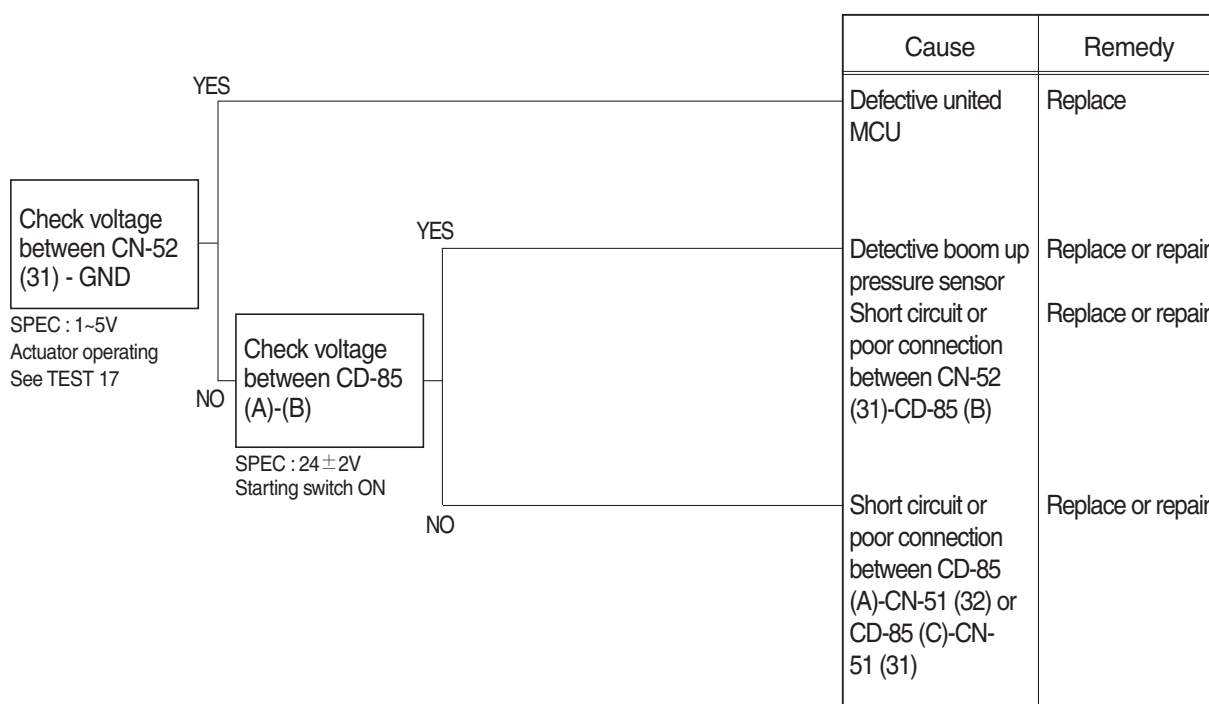 Cause Remedy
YES
Defective united Replace
MCU
Check voltage
between CN-52
(31) - GND
SPEC : 1~5V
Actuator operating
See TEST 17
NO
YES
Detective boom up Replace or repair
pressure sensor
Short circuit or Replace or repair
poor connection
between CN-52
(31)-CD-85 (B)
Check voltage
between CD-85
(A)-(B)
SPEC : 24±2V
Starting switch ON
NO
Short circuit or Replace or repair
poor connection
between CD-85
(A)-CN-51 (32) or
CD-85 (C)-CN-
51 (31)